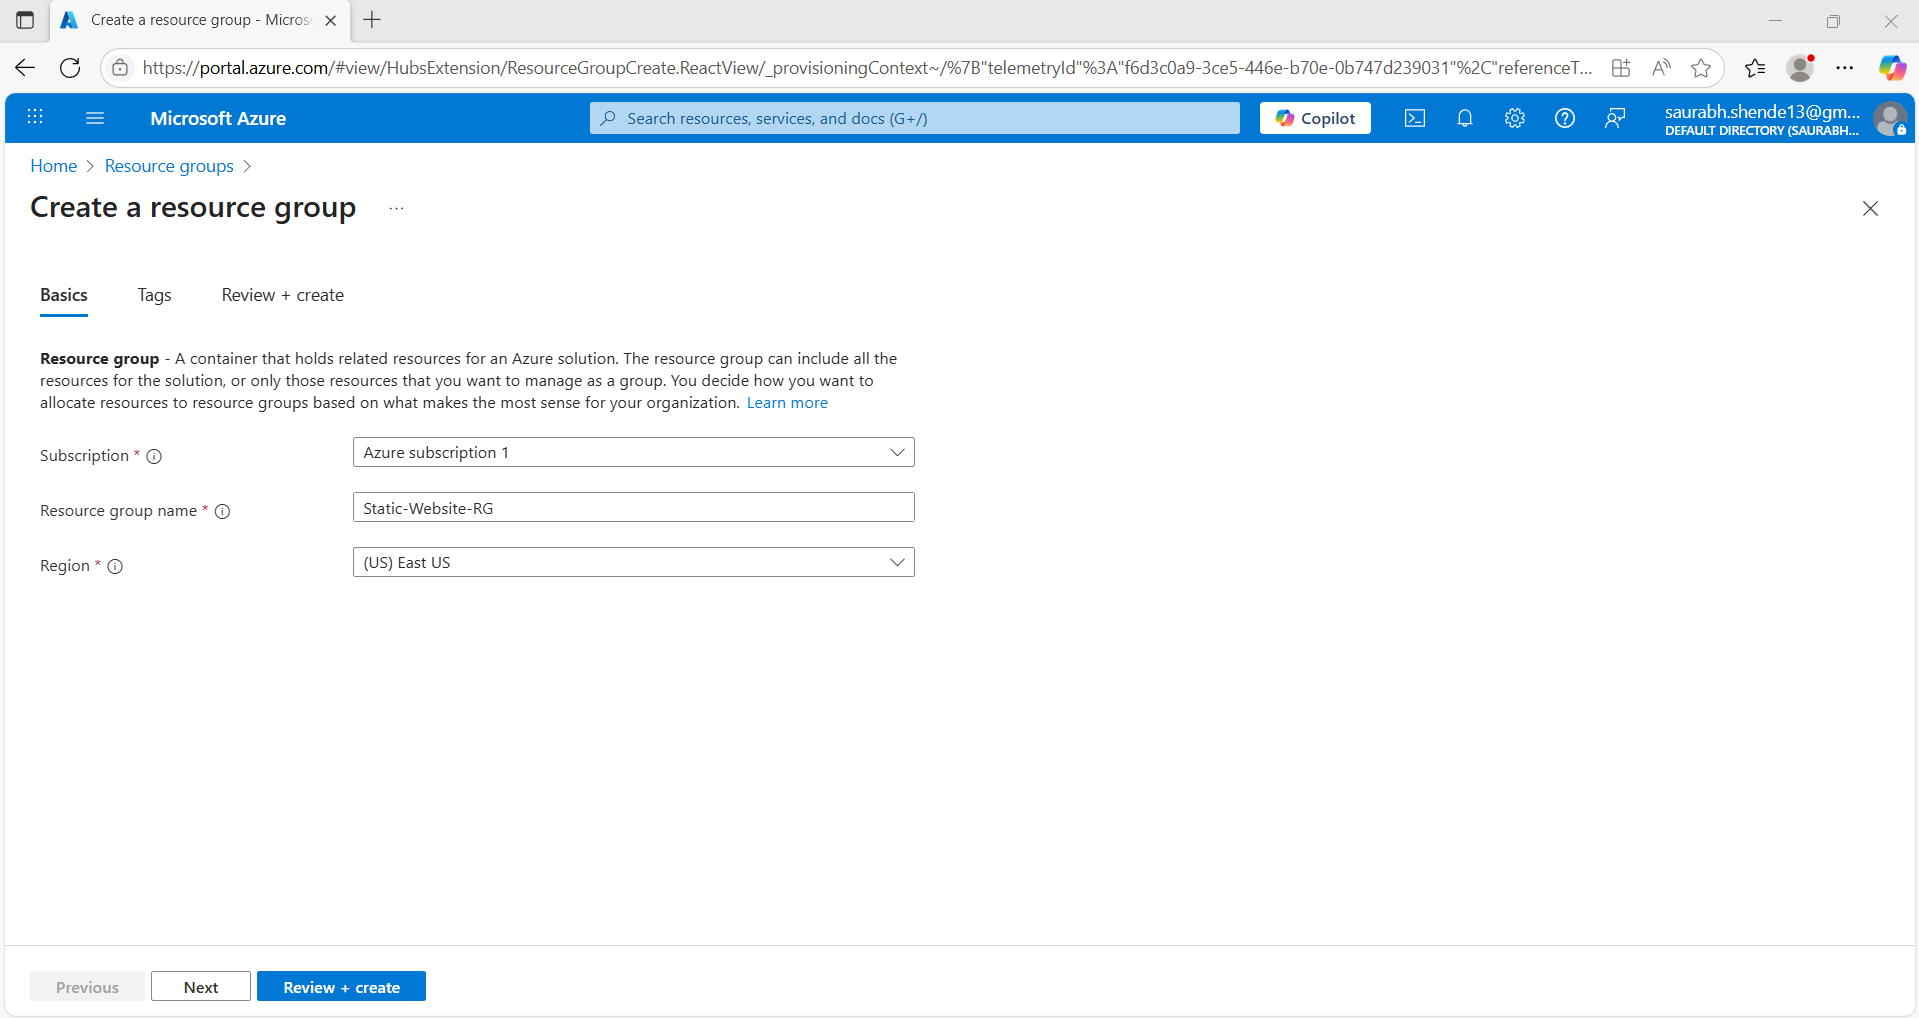 Create a resource group - Micros
https://portal.azure.com/#view/HubsExtension/ResourceGroupCreate.ReactView/_provisioningContext~/%7B"telemetryId"%3A"f6d3c0a9-3ce5-446e-b70e-0b747d239031"%2C"referenceT...
Microsoft Azure
Search resources, services, and docs (G+/)
Copilot
saurabh.shende13@gm...
DEFAULT DIRECTORY (SAURABH...
Home > Resource groups >
Create a resource group ...
Basics Tags Review + create
Resource group - A container that holds related resources for an Azure solution. The resource group can include all the
resources for the solution, or only those resources that you want to manage as a group. You decide how you want to
allocate resources to resource groups based on what makes the most sense for your organization. Learn more
Subscription * Azure subscription 1
Resource group name * Static-Website-RG
Region * (US) East US
Previous Next Review + create